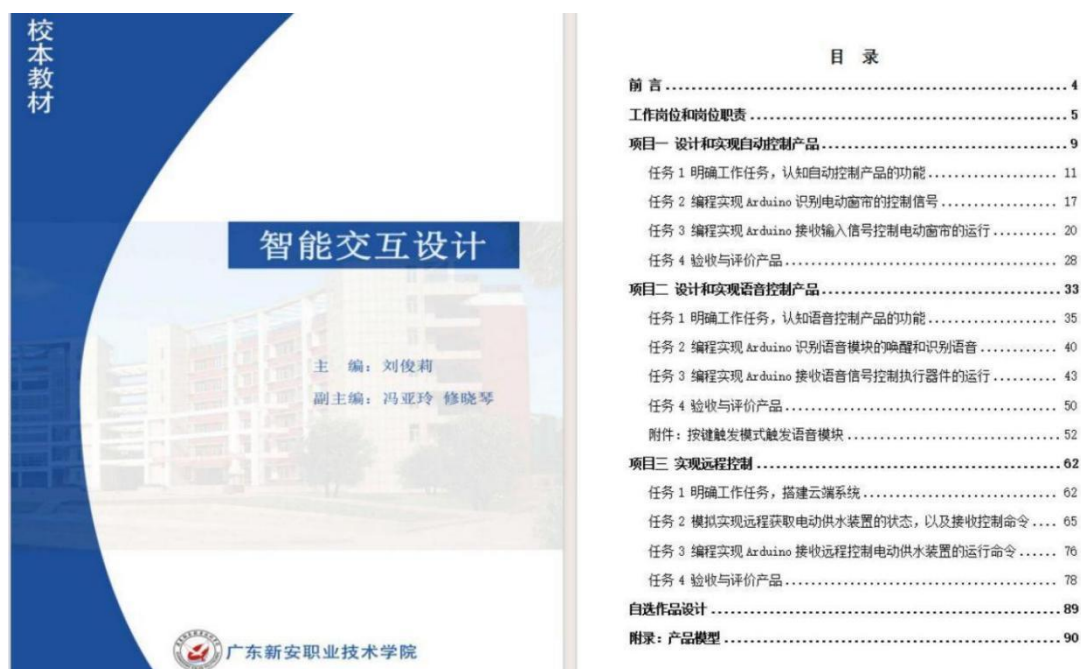 校本教材
智能交互设计
主 编：刘俊莉
副主编：冯亚玲 修晓琴
广东新安职业技术学院
目 录
前 言 4
工作岗位和岗位职责 5
项目一 设计和实现自动控制产品 9
任务 1 明确工作任务，认知自动控制产品的功能 11
任务 2 编程实现 Arduino 识别电动窗帘的控制信号 17
任务 3 编程实现 Arduino 接收输入信号控制电动窗帘的运行 20
任务 4 验收与评价产品 28
项目二 设计和实现语音控制产品 33
任务 1 明确工作任务，认知语音控制产品的功能 35
任务 2 编程实现 Arduino 识别语音模块的唤醒和识别语音 40
任务 3 编程实现 Arduino 接收语音信号控制执行器件的运行 43
任务 4 验收与评价产品 50
附件：按键触发模式触发语音模块 52
项目三 实现远程控制 62
任务 1 明确工作任务，搭建云端系统 62
任务 2 模拟实现远程获取电动供水装置的状态，以及接收控制命令 65
任务 3 编程实现 Arduino 接收远程控制电动供水装置的运行命令 76
任务 4 验收与评价产品 78
自选作品设计 89
附录：产品模型 90